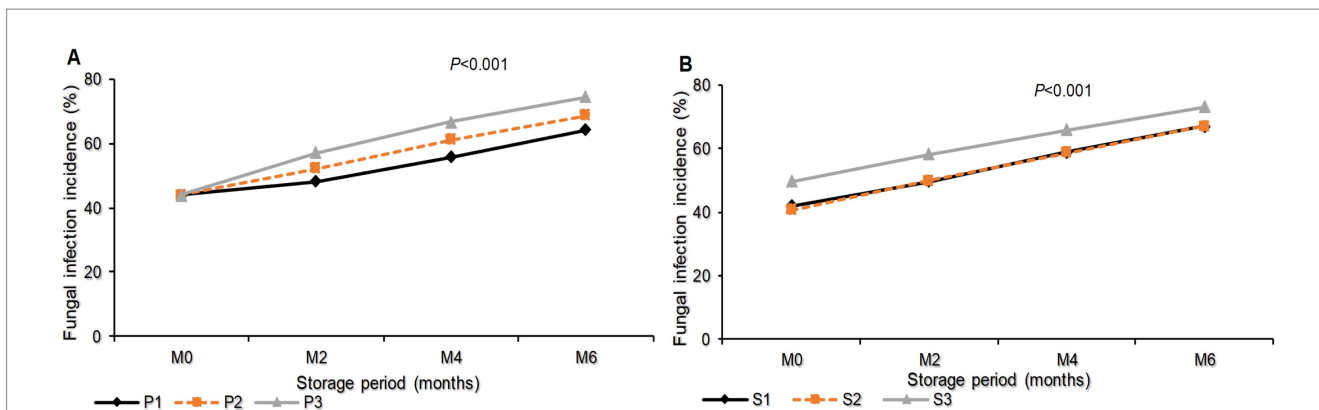 A
P<0.001
Fungal infection incidence (%)
80
60
40
20
0
M0 M2 M4 M6
Storage period (months)
P1 P2 P3
B
P<0.001
Fungal infection incidence (%)
80
60
40
20
0
M0 M2 M4 M6
Storage period (months)
S1 S2 S3